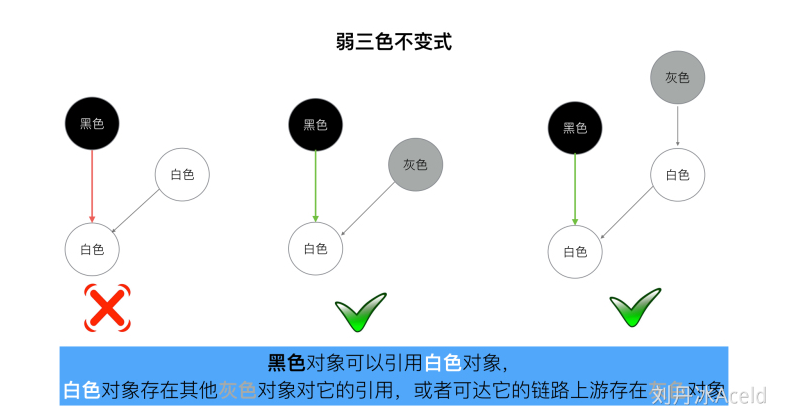 弱三色不变式
灰色
黑色
黑色
黑色
灰色
白色
白色
白色
白色
白色
黑色对象可以引用白色对象，
白色对象存在其他灰色对象对它的引用，或者可达它的链路上游存在灰色对象
刘丹冰Aceld